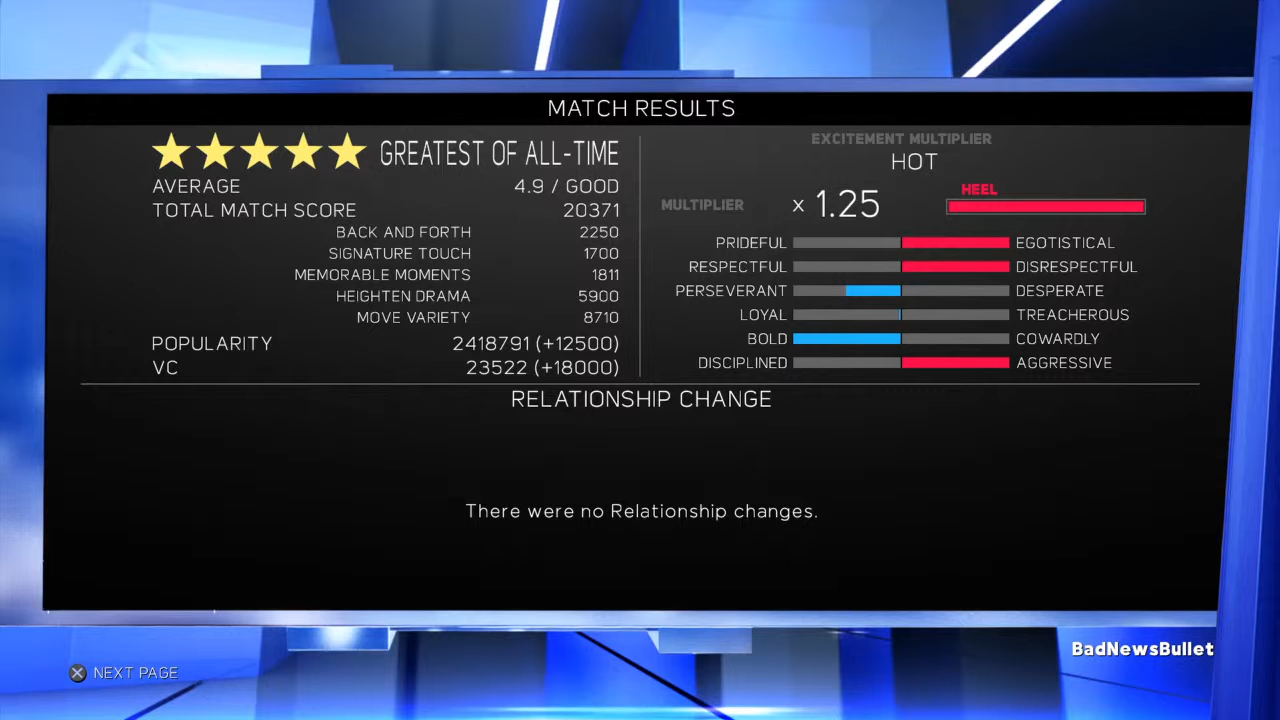 MATCH RESULTS
GREATEST OF ALL-TIME
AVERAGE 4.9 / GOOD
TOTAL MATCH SCORE 20371
BACK AND FORTH 2250
SIGNATURE TOUCH 1700
MEMORABLE MOMENTS 1811
HEIGHTEN DRAMA 5900
MOVE VARIETY 8710
POPULARITY 2418791 (+12500)
VC 23522 (+18000)
EXCITEMENT MULTIPLIER
HOT
MULTIPLIER x 1.25
HEEL
PRIDEFUL EGOTISTICAL
RESPECTFUL DISRESPECTFUL
PERSEVERANT DESPERATE
LOYAL TREACHEROUS
BOLD COWARDLY
DISCIPLINED AGGRESSIVE
RELATIONSHIP CHANGE
There were no Relationship changes.
BadNewsBullet
NEXT PAGE